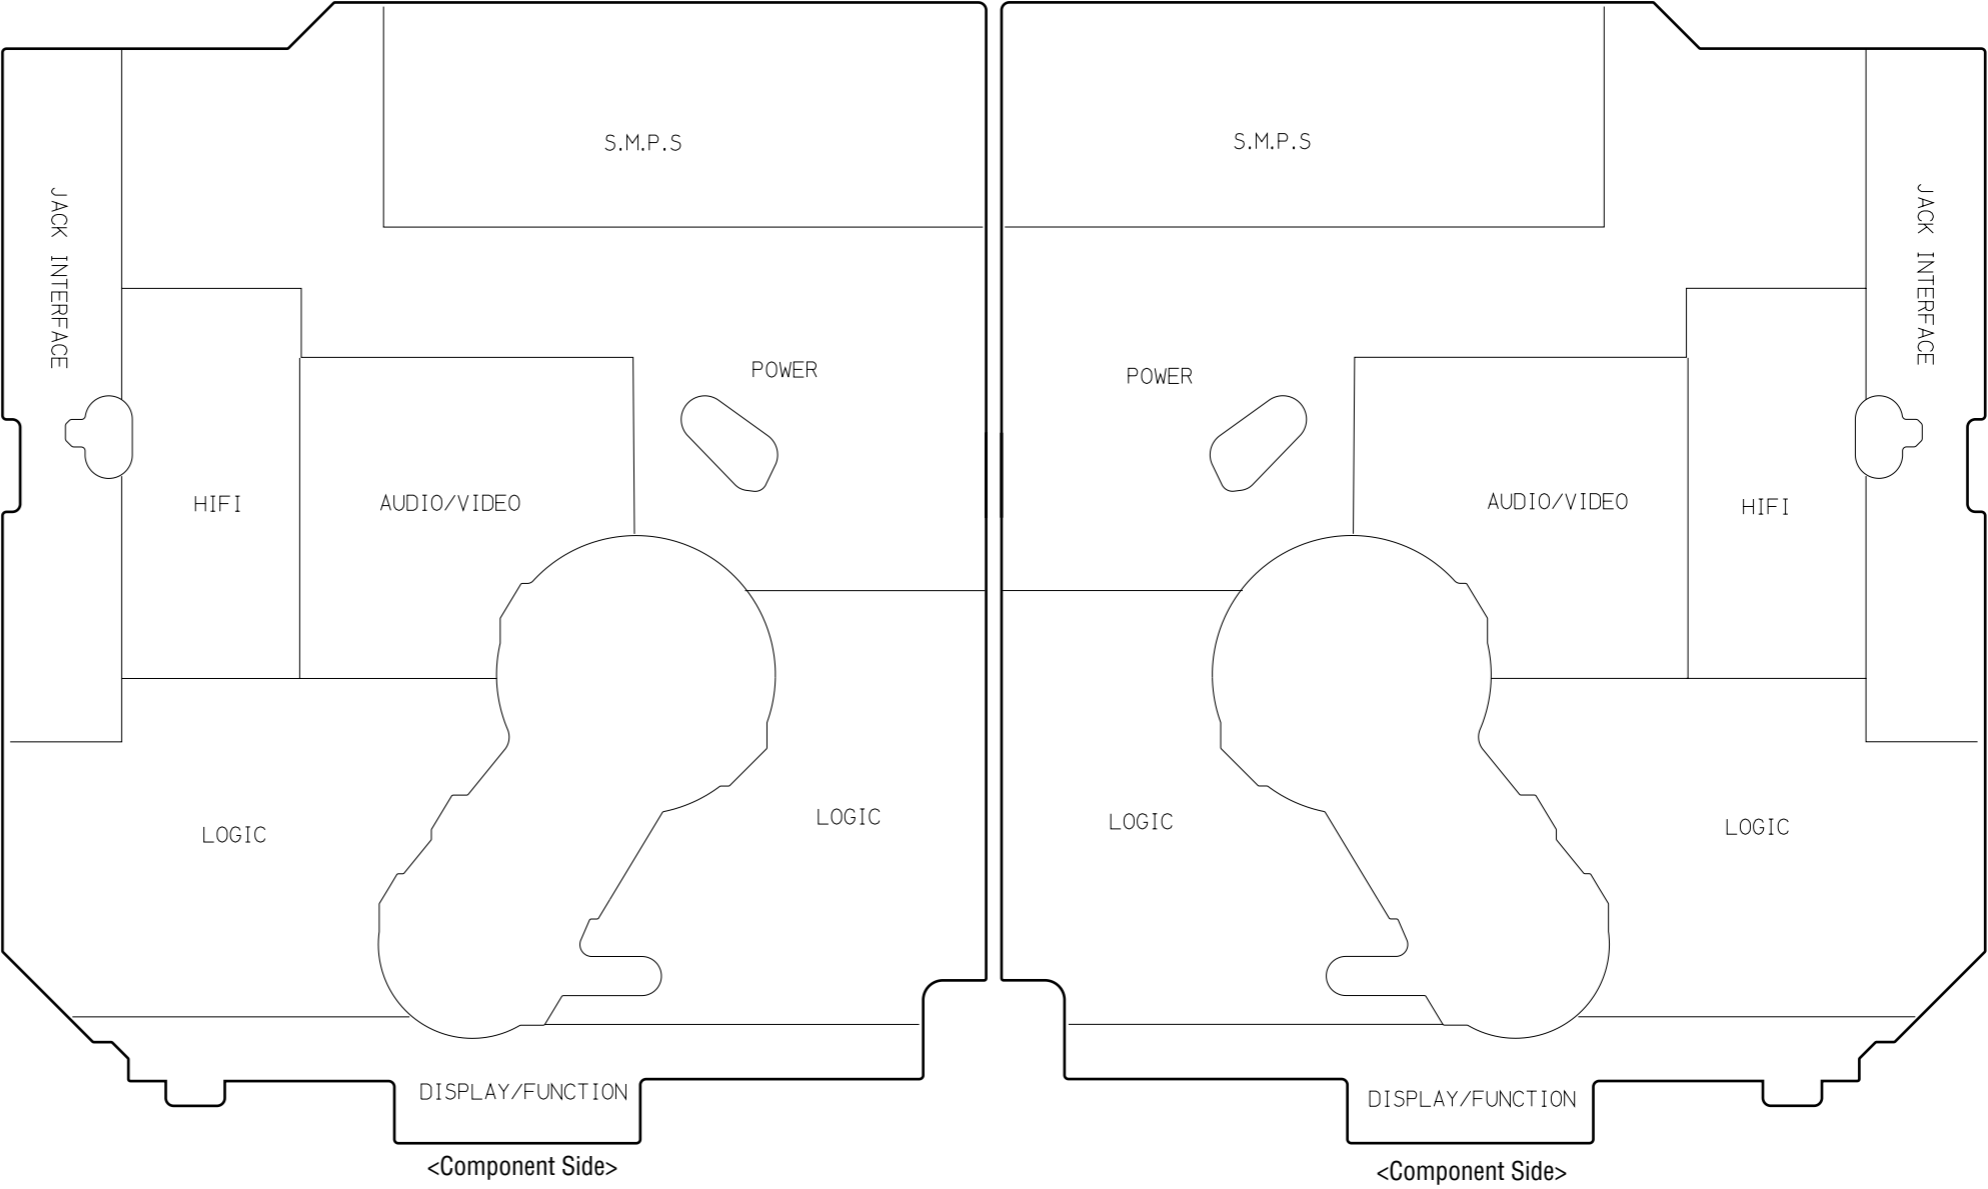 S.M.P.S
JACK INTERFACE
POWER
HIFI
AUDIO/VIDEO
LOGIC
LOGIC
DISPLAY/FUNCTION
<Component Side>
S.M.P.S
JACK INTERFACE
POWER
AUDIO/VIDEO
HIFI
LOGIC
LOGIC
DISPLAY/FUNCTION
<Component Side>